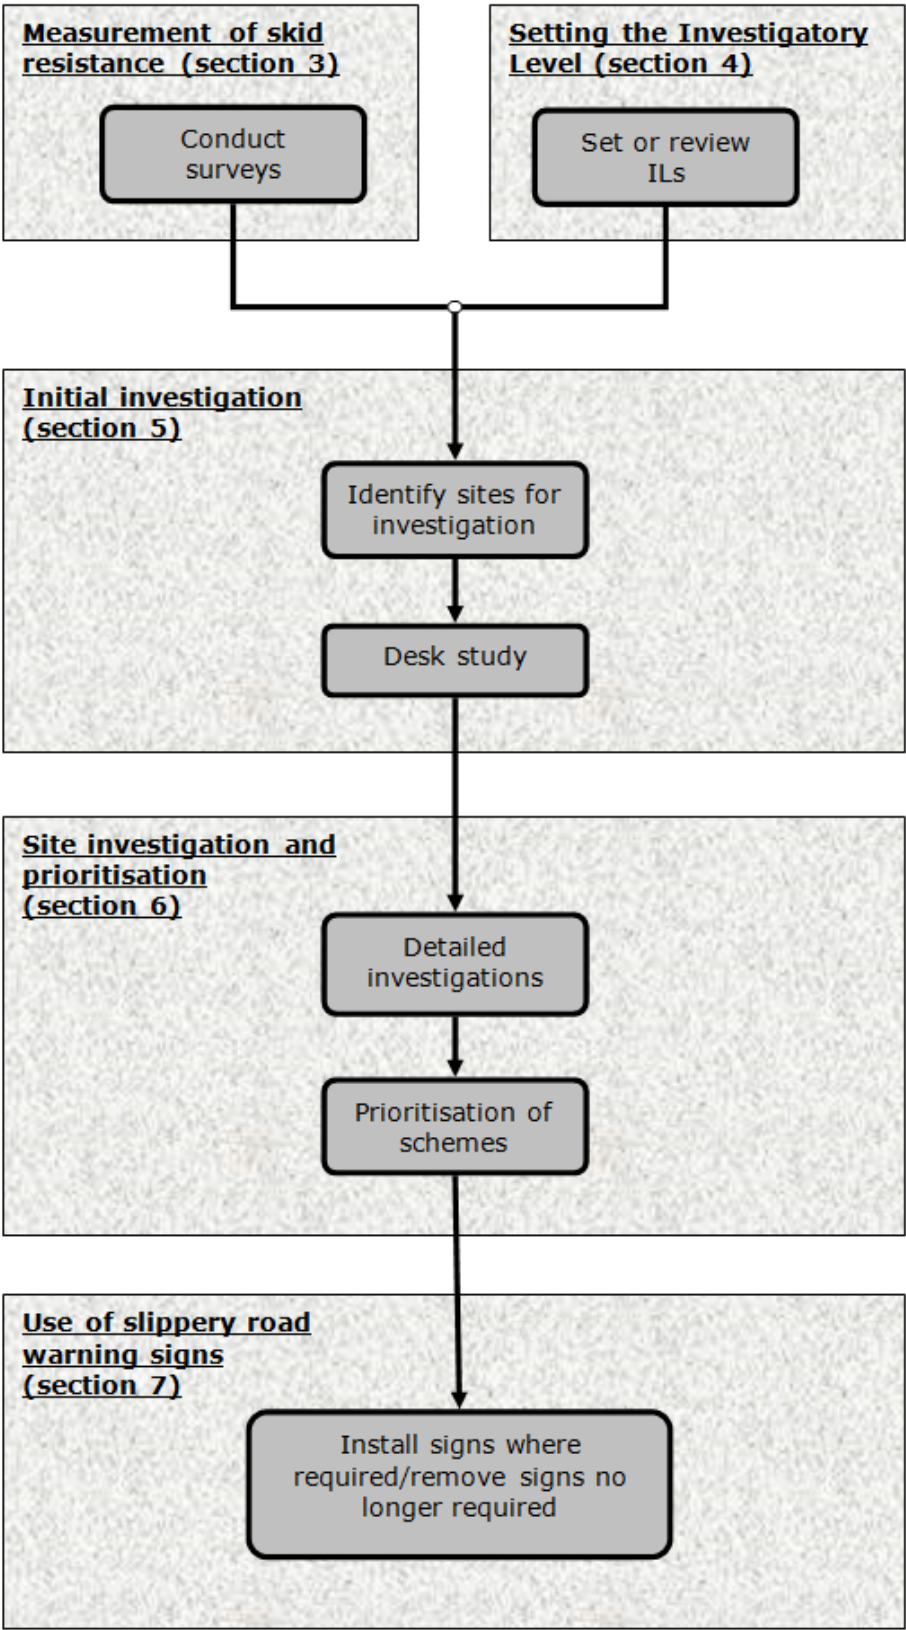 Measurement of skid
resistance (section 3)
Conduct
surveys
Setting the Investigatory
Level (section 4)
Set or review
ILs
Initial investigation
(section 5)
Identify sites for
investigation
Desk study
Site investigation and
prioritisation
(section 6)
Detailed
investigations
Prioritisation of
schemes
Use of slippery road
warning signs
(section 7)
Install signs where
required/remove signs no
longer required